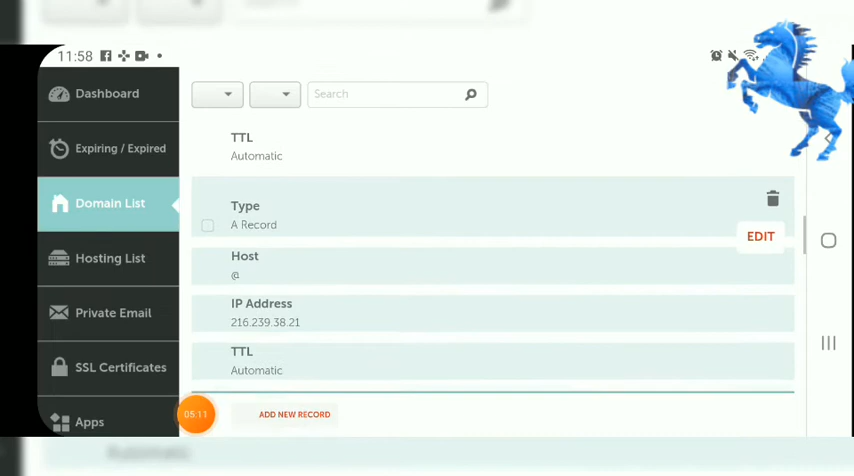 11:58
Dashboard
Search
TTL
Automatic
Expiring / Expired
Type
A Record
Domain List
EDIT
Host
@
Hosting List
IP Address
216.239.38.21
Private Email
TTL
Automatic
SSL Certificates
05:11
ADD NEW RECORD
Apps
Automatic